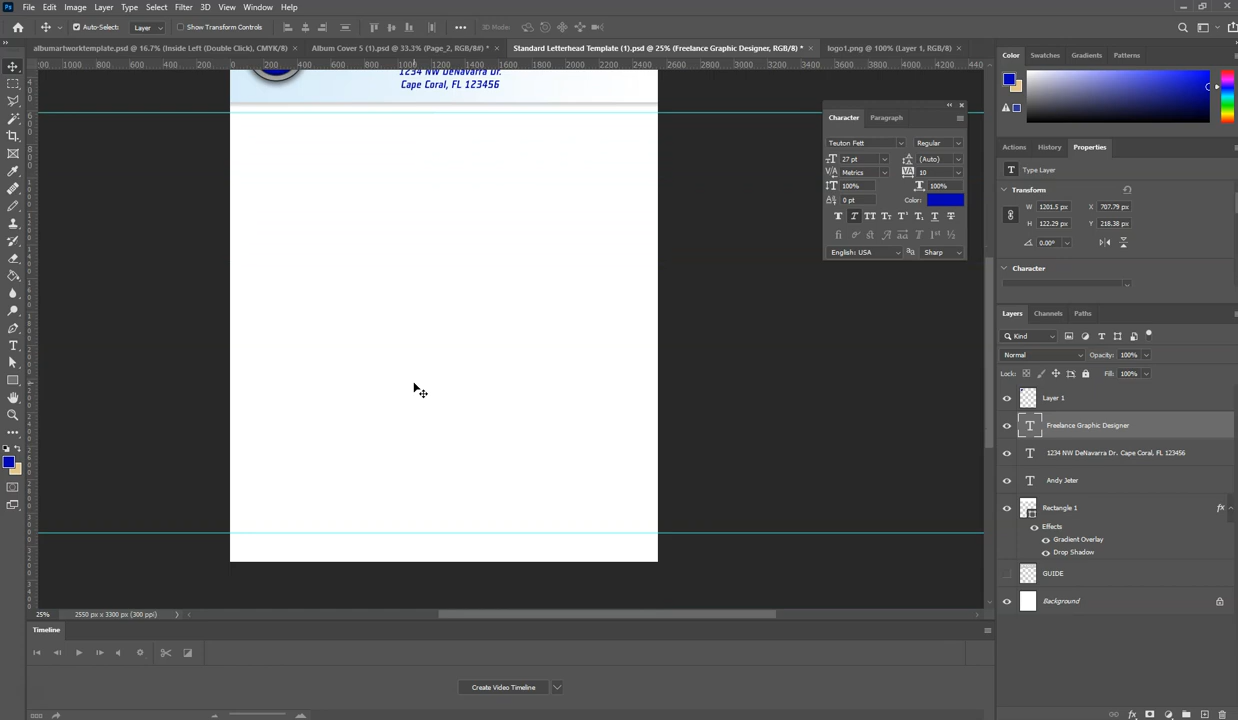 File Edit Image Layer Type Select Filter 3D View Window Help
Auto-Select: Layer Show Transform Controls 3D Mode:
albumartworktemplate.psd @ 16.7% (Inside Left (Double Click), CMYK/8) × Album Cover 5 (1).psd @ 33.3% (Page_2, RGB/8#) * × Standard Letterhead Template (1).psd @ 25% (Freelance Graphic Designer, RGB/8) * × logo1.png @ 100% (Layer 1, RGB/8) ×
1234 NW DeNavarra Dr.
Cape Coral, FL 123456
Character Paragraph
Teuton Fett Regular
27 pt (Auto)
Metrics 10
100% 100%
0 pt Color:
English: USA Sharp
Color Swatches Gradients Patterns
Actions History Properties
Type Layer
Transform
W 1201.5 px X 707.79 px
H 122.29 px Y 218.38 px
0.00°
Character
Layers Channels Paths
Kind
Normal Opacity: 100%
Lock: Fill: 100%
Layer 1
Freelance Graphic Designer
1234 NW DeNavarra Dr. Cape Coral, FL 123456
Andy Jeter
Rectangle 1 fx
Effects
Gradient Overlay
Drop Shadow
GUIDE
Background
25% 2550 px x 3300 px (300 ppi)
Timeline
Create Video Timeline